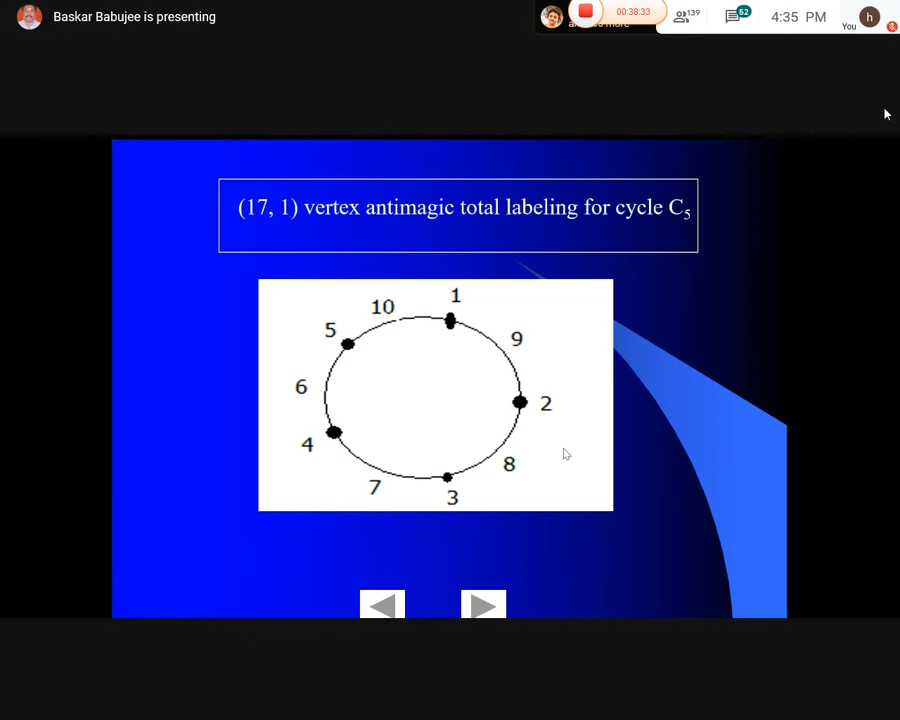 Baskar Babujee is presenting
00:38:33
139
52
4:35 PM
h
You
(17, 1) vertex antimagic total labeling for cycle C₅
1
10
5
9
6
2
4
8
7
3